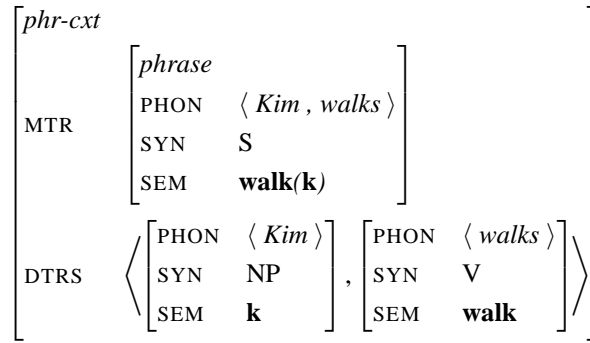 phr-cxt
phrase
PHON ⟨ Kim , walks ⟩
MTR
SYN S
SEM walk(k)
PHON ⟨ Kim ⟩ PHON ⟨ walks ⟩
DTRS ⟨ SYN NP , SYN V ⟩
SEM k SEM walk